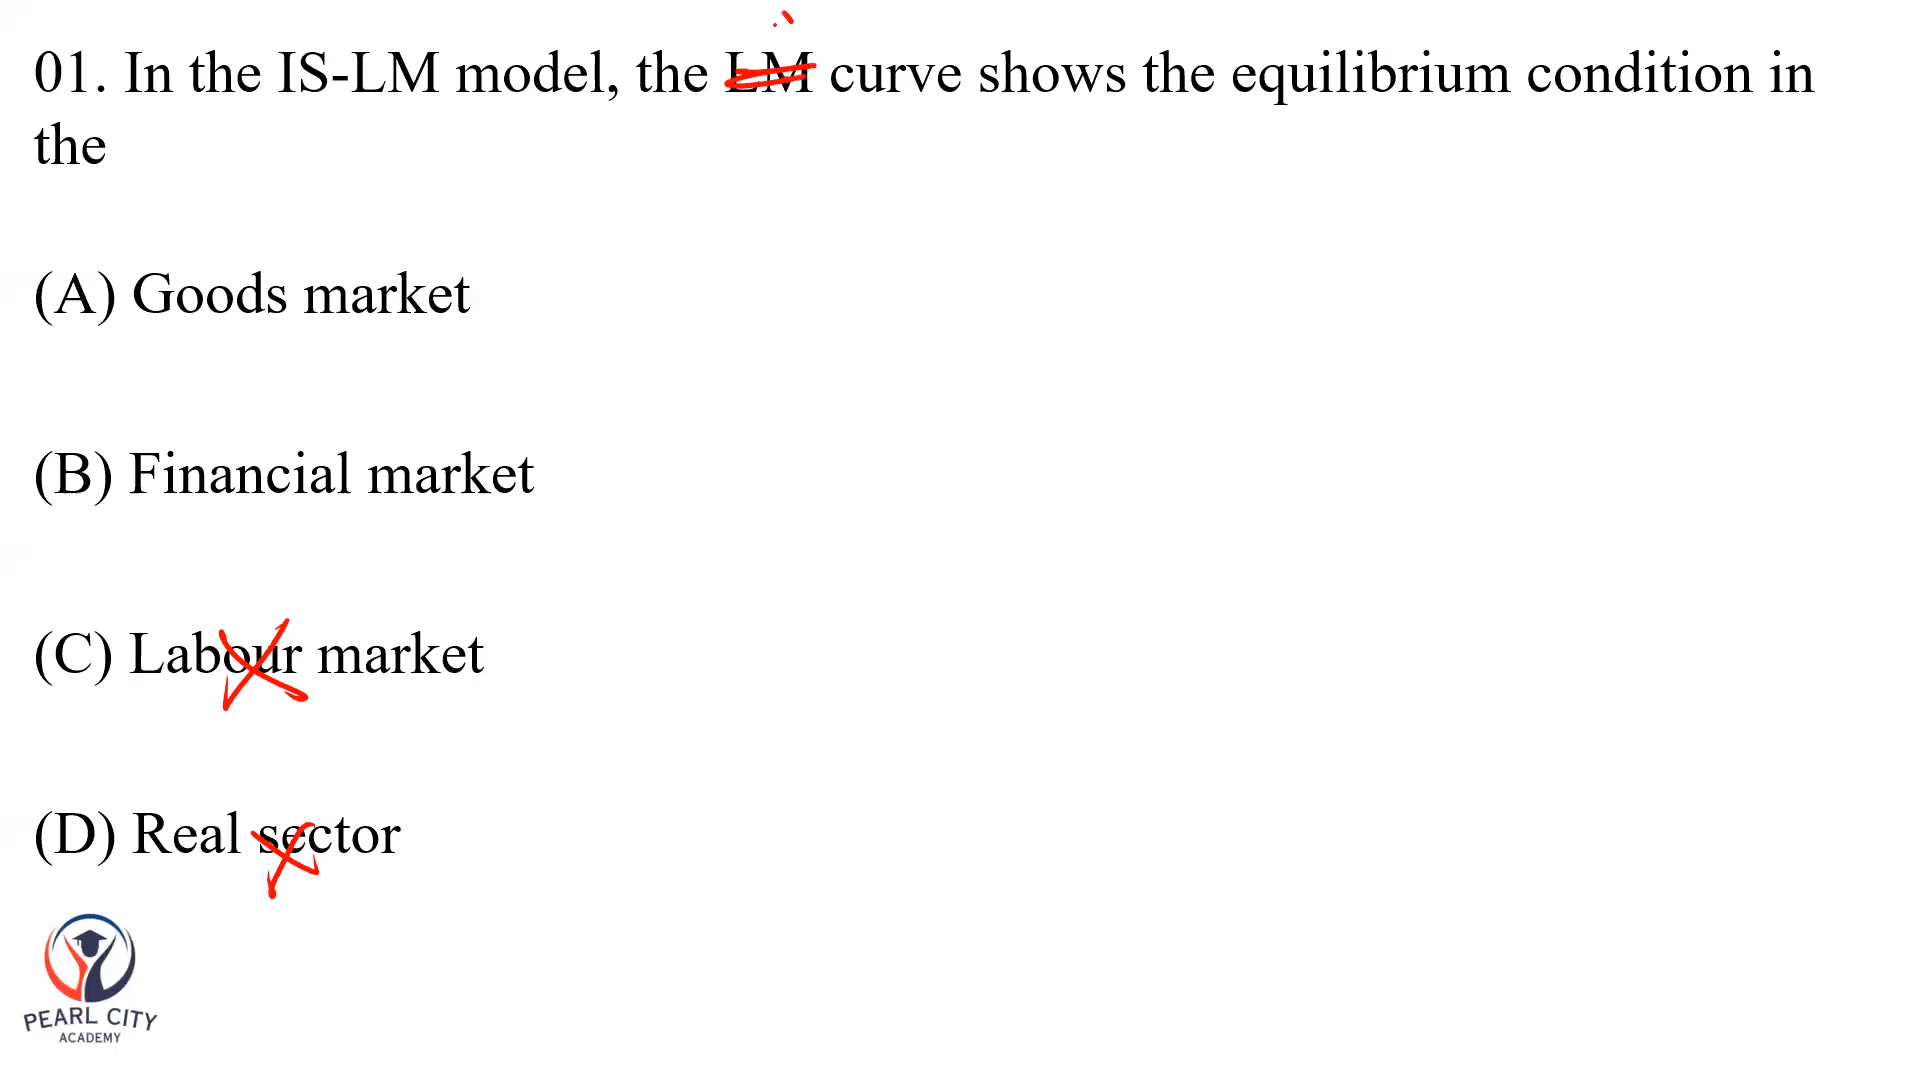 01. In the IS-LM model, the LM curve shows the equilibrium condition in
the
(A) Goods market
(B) Financial market
(C) Labour market
(D) Real sector
PEARL CITY
ACADEMY